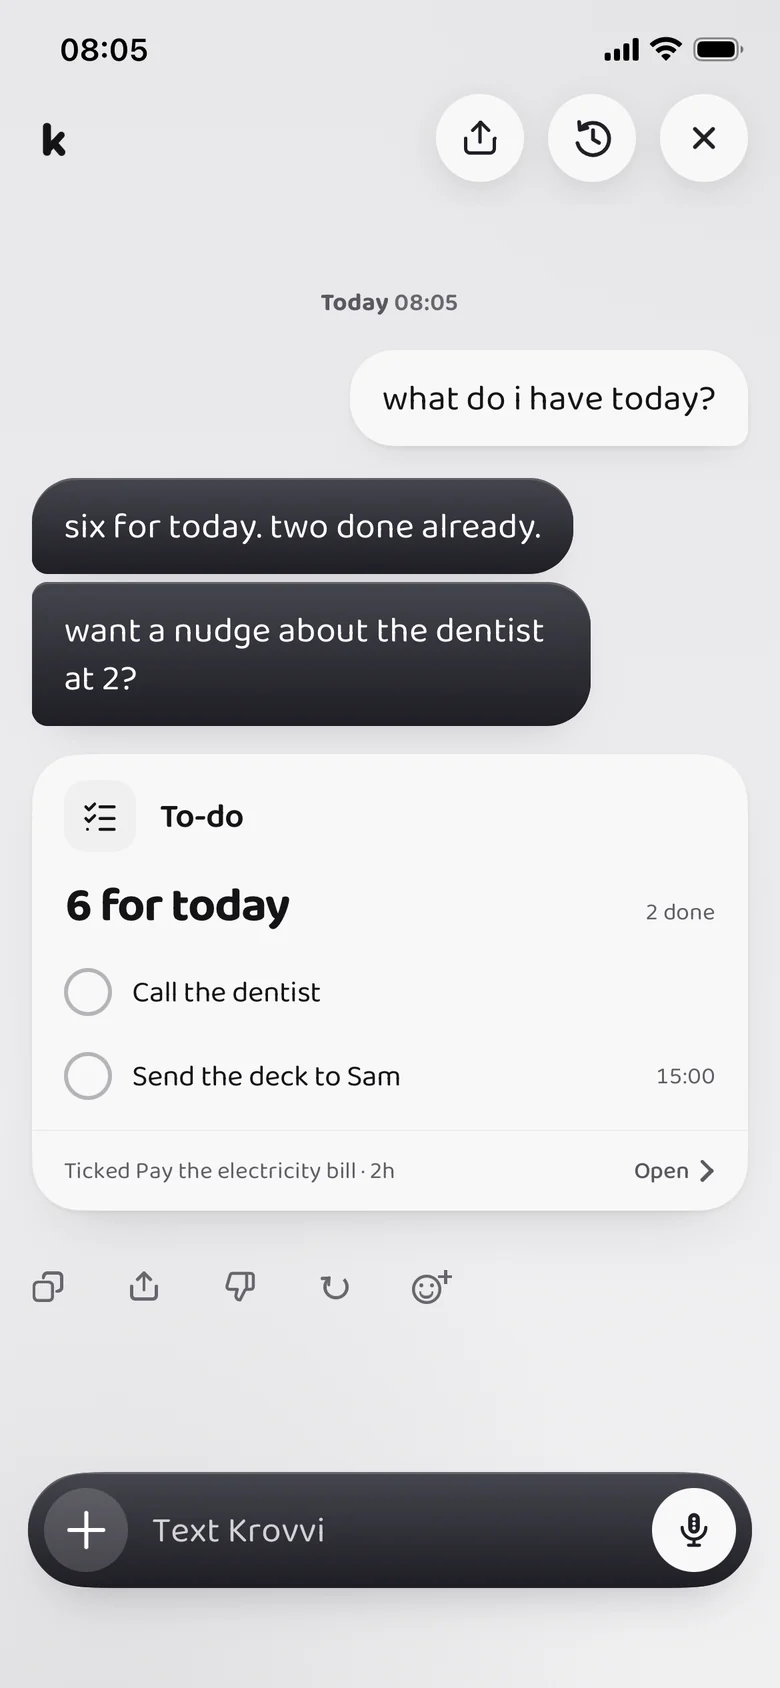 08:05
k
Today 08:05
what do i have today?
six for today. two done already.
want a nudge about the dentist
at 2?
To-do
6 for today
2 done
Call the dentist
Send the deck to Sam
15:00
Ticked Pay the electricity bill · 2h
Open
Text Krovvi